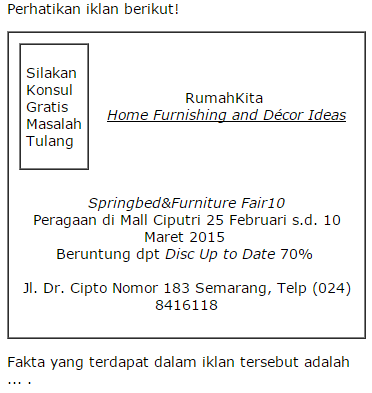 Perhatikan iklan berikut!
Silakan
Konsul
Gratis
Masalah
Tulang
RumahKita
Home Furnishing and Décor Ideas
Springbed&Furniture Fair10
Peragaan di Mall Ciputri 25 Februari s.d. 10
Maret 2015
Beruntung dpt Disc Up to Date 70%
Jl. Dr. Cipto Nomor 183 Semarang, Telp (024)
8416118
Fakta yang terdapat dalam iklan tersebut adalah
... .